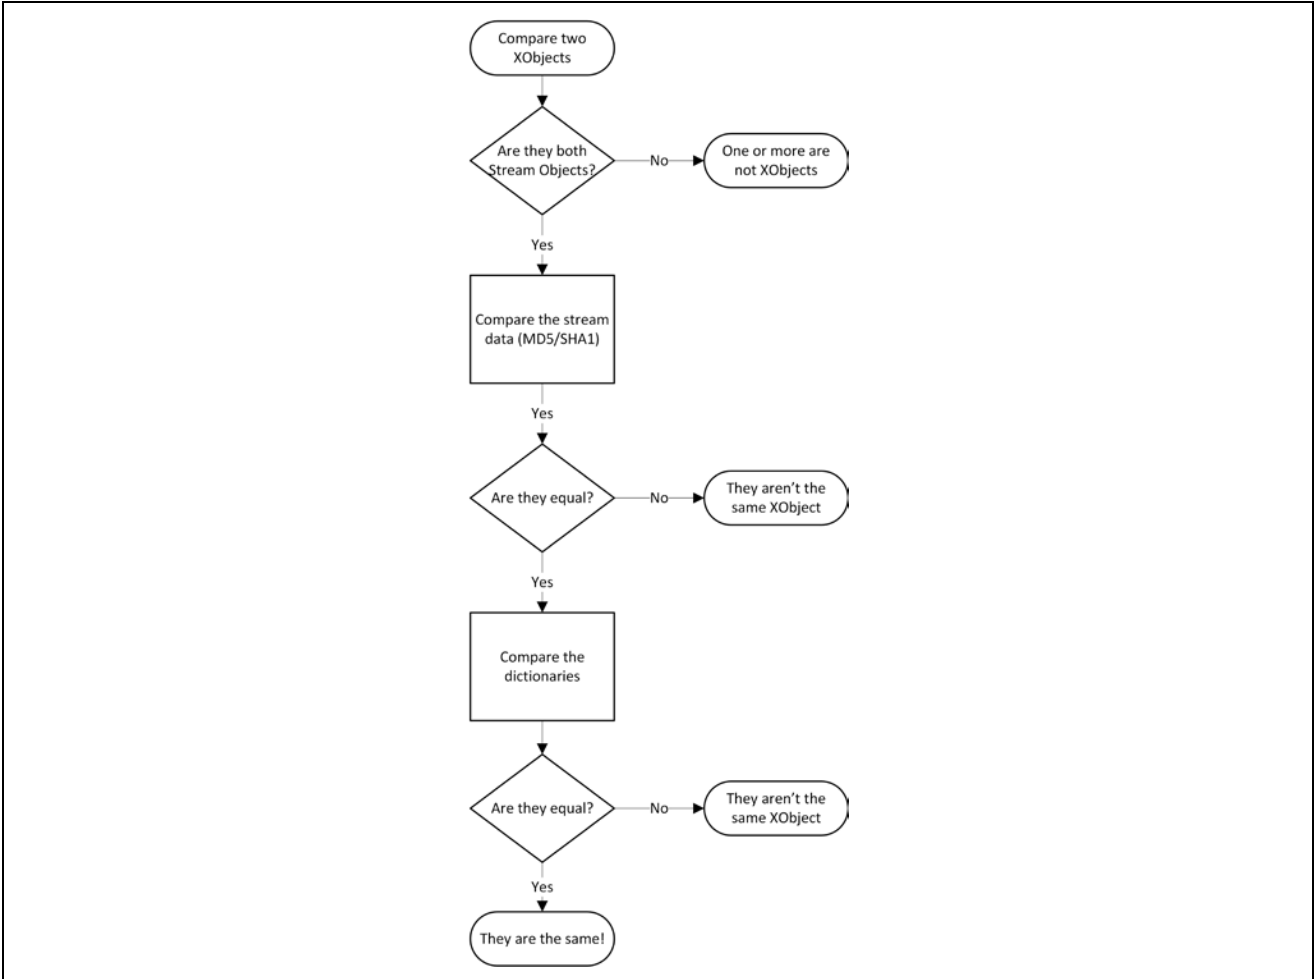 Compare two
XObjects
Are they both
Stream Objects?
No
One or more are
not XObjects
Yes
Compare the stream
data (MD5/SHA1)
Yes
Are they equal?
No
They aren’t the
same XObject
Yes
Compare the
dictionaries
Are they equal?
No
They aren’t the
same XObject
Yes
They are the same!